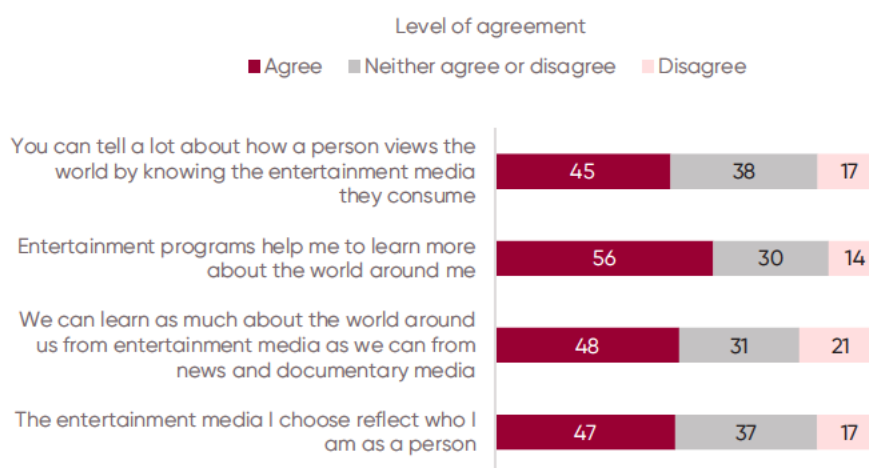 Level of agreement
Agree Neither agree or disagree Disagree
You can tell a lot about how a person views the
world by knowing the entertainment media
they consume
45 38 17
Entertainment programs help me to learn more
about the world around me
56 30 14
We can learn as much about the world around
us from entertainment media as we can from
news and documentary media
48 31 21
The entertainment media I choose reflect who I
am as a person
47 37 17